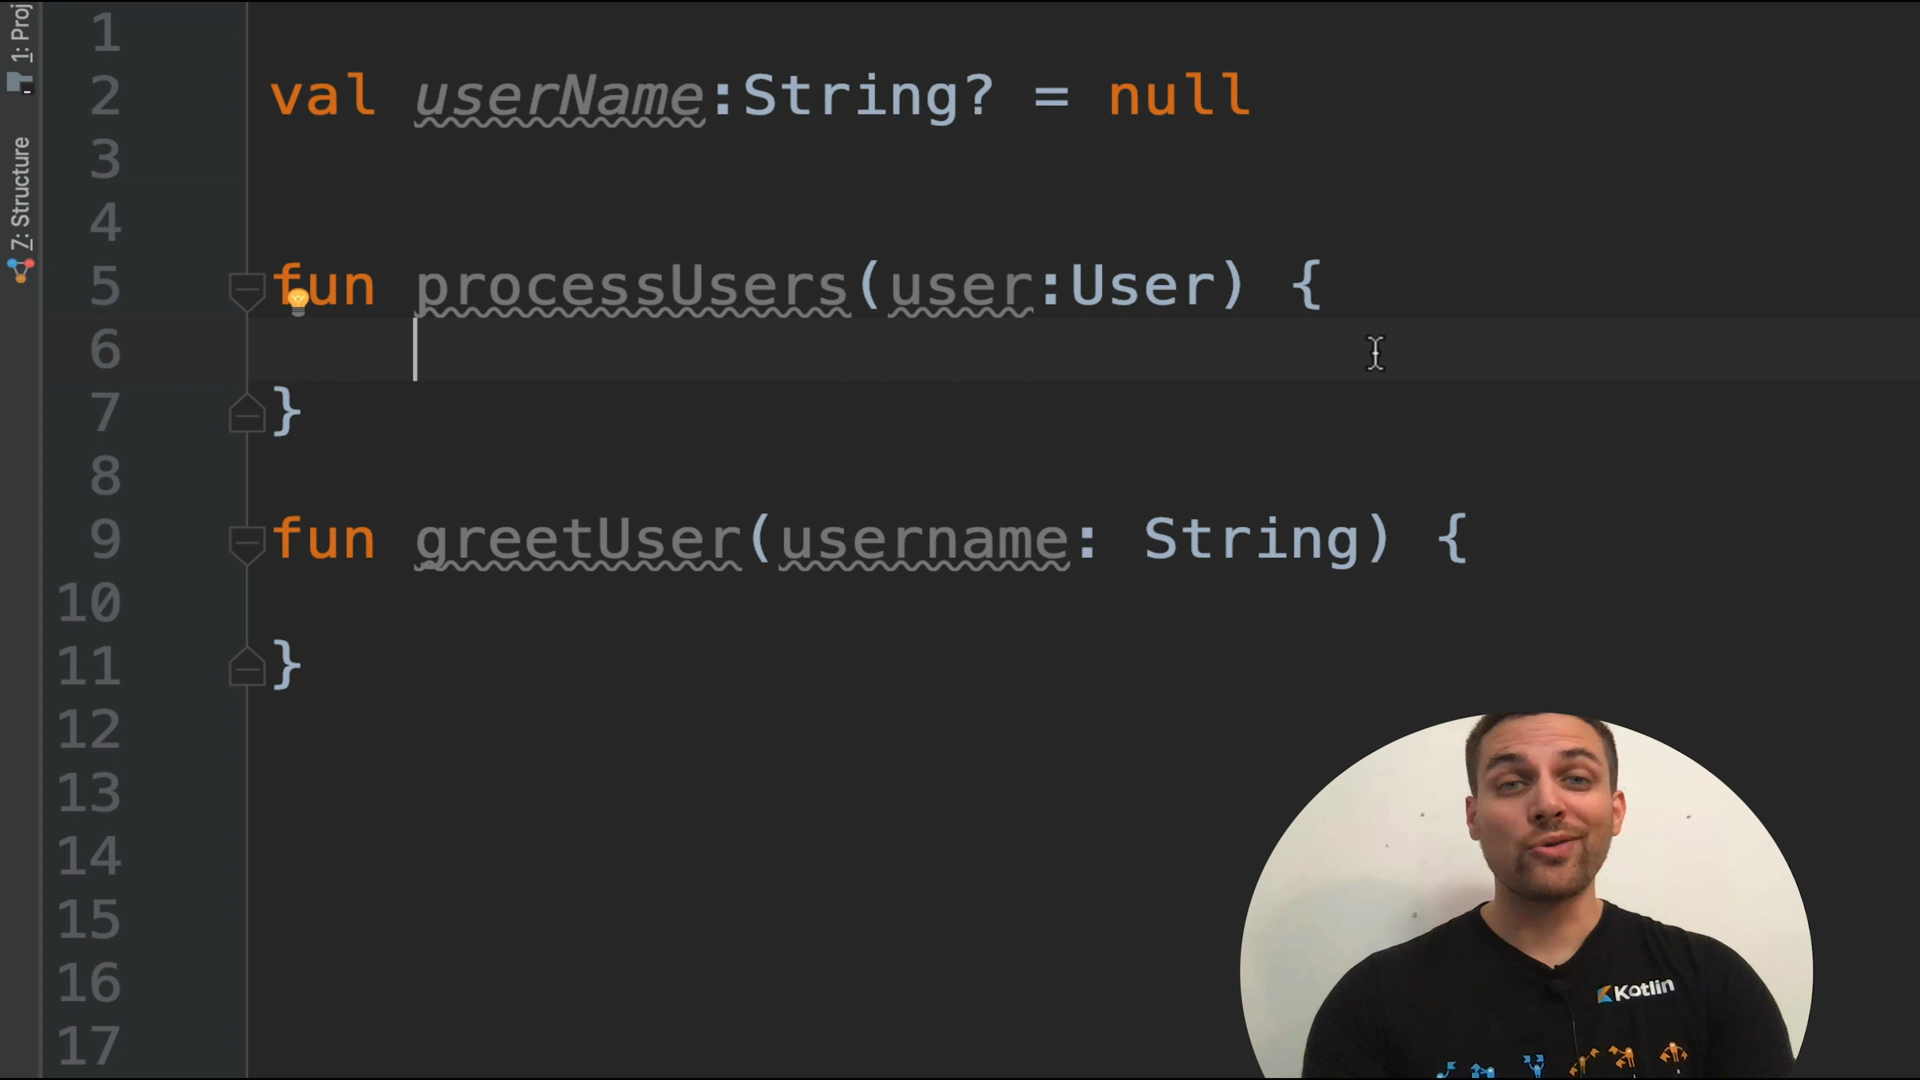 1: Proj
7: Structure
1
2 val userName:String? = null
3
4
5 fun processUsers(user:User) {
6
7 }
8
9 fun greetUser(username: String) {
10
11 }
12
13
14
15
16
17
Kotlin